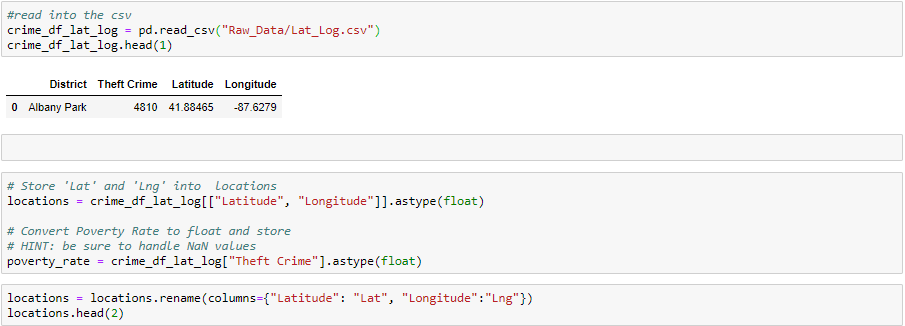 #read into the csv
crime_df_lat_log = pd.read_csv("Raw_Data/Lat_Log.csv")
crime_df_lat_log.head(1)
District Theft Crime Latitude Longitude
0 Albany Park 4810 41.88465 -87.6279
# Store 'Lat' and 'Lng' into  locations
locations = crime_df_lat_log[["Latitude", "Longitude"]].astype(float)
# Convert Poverty Rate to float and store
# HINT: be sure to handle NaN values
poverty_rate = crime_df_lat_log["Theft Crime"].astype(float)
locations = locations.rename(columns={"Latitude": "Lat", "Longitude":"Lng"})
locations.head(2)